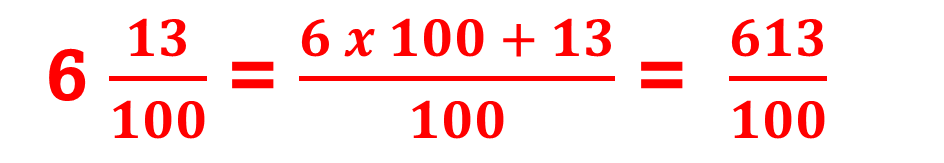 6 13/100 = (6 x 100 + 13)/100 = 613/100